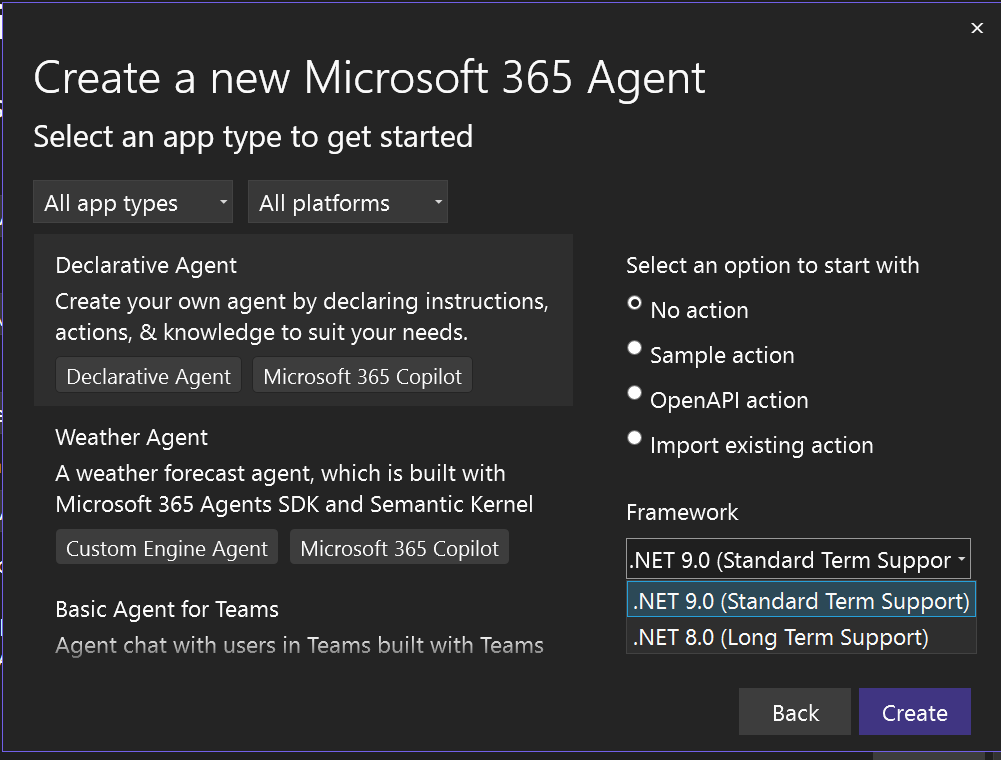 Create a new Microsoft 365 Agent
Select an app type to get started
All app types
All platforms
Declarative Agent
Create your own agent by declaring instructions,
actions, & knowledge to suit your needs.
Declarative Agent
Microsoft 365 Copilot
Weather Agent
A weather forecast agent, which is built with
Microsoft 365 Agents SDK and Semantic Kernel
Custom Engine Agent
Microsoft 365 Copilot
Basic Agent for Teams
Agent chat with users in Teams built with Teams
Select an option to start with
No action
Sample action
OpenAPI action
Import existing action
Framework
.NET 9.0 (Standard Term Suppor
.NET 9.0 (Standard Term Support)
.NET 8.0 (Long Term Support)
Back
Create